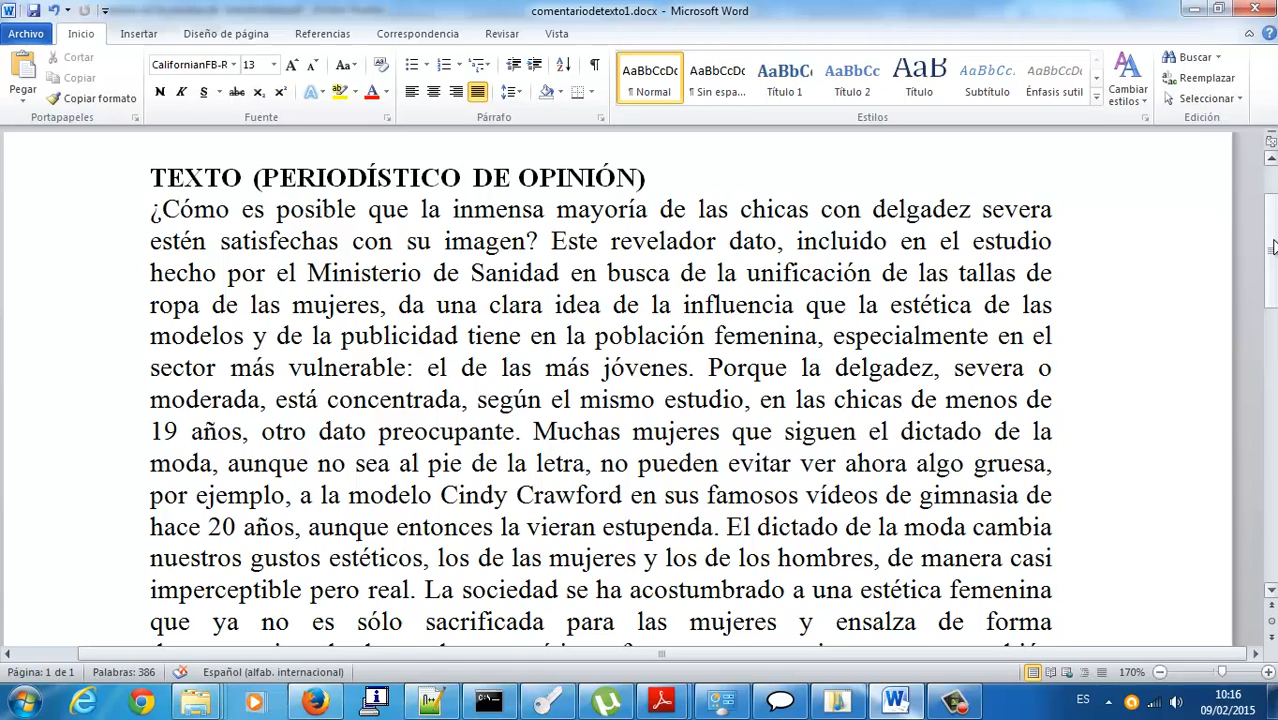 comentariodetexto1.docx - Microsoft Word
Archivo Inicio Insertar Diseño de página Referencias Correspondencia Revisar Vista
Pegar
Cortar
Copiar
Copiar formato
Portapapeles
CalifornianFB-R 13
N K S abc x₂ x²
Fuente
Párrafo
AaBbCcDc AaBbCcDc AaBbC AaBbCc AaB AaBbCc. AaBbCcDc
¶ Normal ¶ Sin espa... Título 1 Título 2 Título Subtítulo Énfasis sutil
Cambiar estilos
Estilos
Buscar
Reemplazar
Seleccionar
Edición
TEXTO (PERIODÍSTICO DE OPINIÓN)
¿Cómo es posible que la inmensa mayoría de las chicas con delgadez severa
estén satisfechas con su imagen? Este revelador dato, incluido en el estudio
hecho por el Ministerio de Sanidad en busca de la unificación de las tallas de
ropa de las mujeres, da una clara idea de la influencia que la estética de las
modelos y de la publicidad tiene en la población femenina, especialmente en el
sector más vulnerable: el de las más jóvenes. Porque la delgadez, severa o
moderada, está concentrada, según el mismo estudio, en las chicas de menos de
19 años, otro dato preocupante. Muchas mujeres que siguen el dictado de la
moda, aunque no sea al pie de la letra, no pueden evitar ver ahora algo gruesa,
por ejemplo, a la modelo Cindy Crawford en sus famosos vídeos de gimnasia de
hace 20 años, aunque entonces la vieran estupenda. El dictado de la moda cambia
nuestros gustos estéticos, los de las mujeres y los de los hombres, de manera casi
imperceptible pero real. La sociedad se ha acostumbrado a una estética femenina
que ya no es sólo sacrificada para las mujeres y ensalza de forma
Página: 1 de 1 Palabras: 386 Español (alfab. internacional) 170%
ES 10:16
09/02/2015